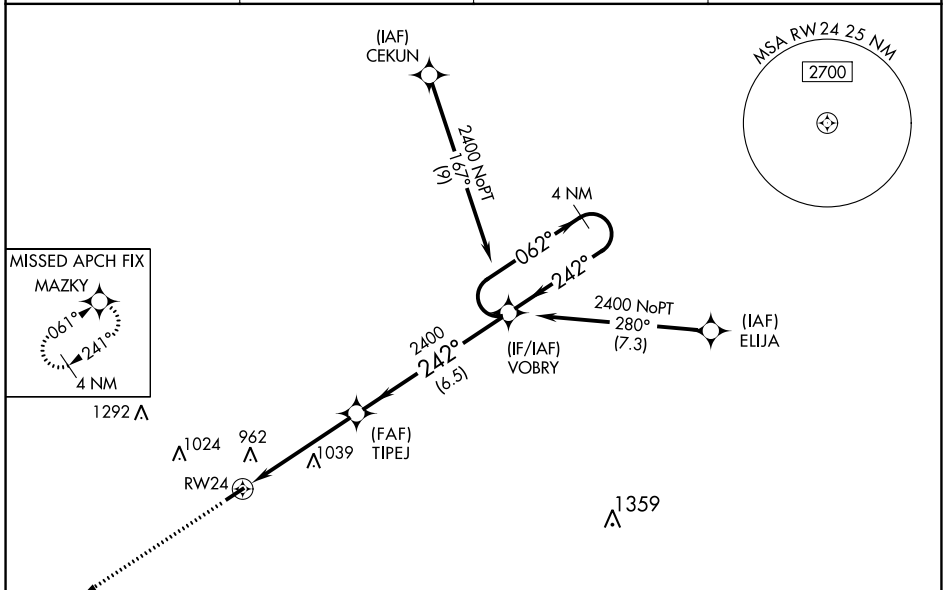 (IAF)
CEKUN
MSA RW24 25 NM
2700
2400 NoPT
167°
(9)
4 NM
062°
242°
MISSED APCH FIX
MAZKY
061°
241°
4 NM
2400 NoPT
280°
(7.3)
(IAF)
ELIJA
(IF/IAF)
VOBRY
2400
242°
(6.5)
(FAF)
TIPEJ
1292
1024
962
1039
RW24
1359